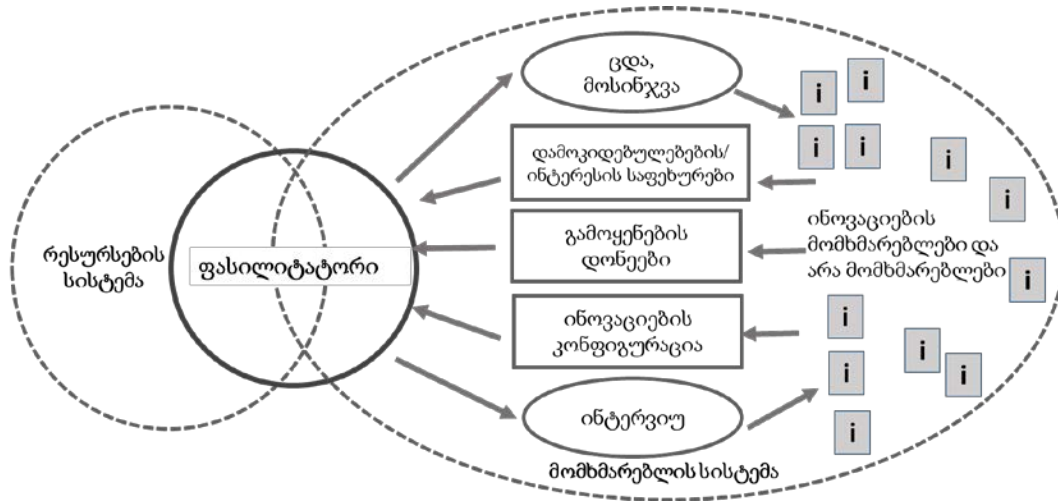 ცდა,
მოსინჯვა
დამოკიდებულებების/
ინტერესის საფეხურები
რესურსების
სისტემა
ფასილიტატორი
გამოყენების
დონეები
ინოვაციების
მომხმარებლები და
არა მომხმარებლები
ინოვაციების
კონფიგურაცია
ინტერვიუ
მომხმარებლის სისტემა
i
i
i
i
i
i
i
i
i
i
i
i